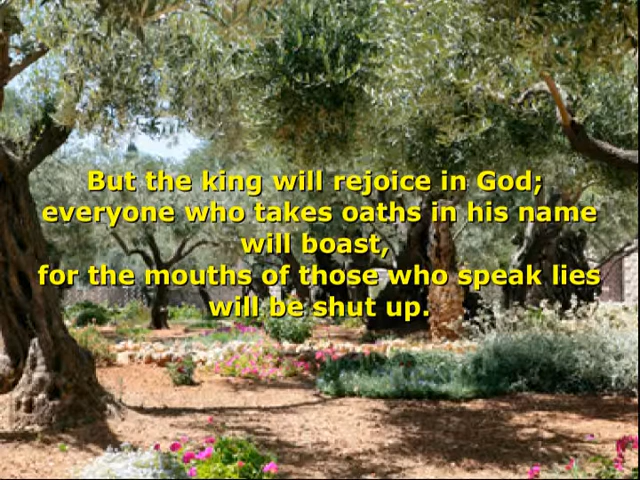 But the king will rejoice in God;
everyone who takes oaths in his name
will boast,
for the mouths of those who speak lies
will be shut up.